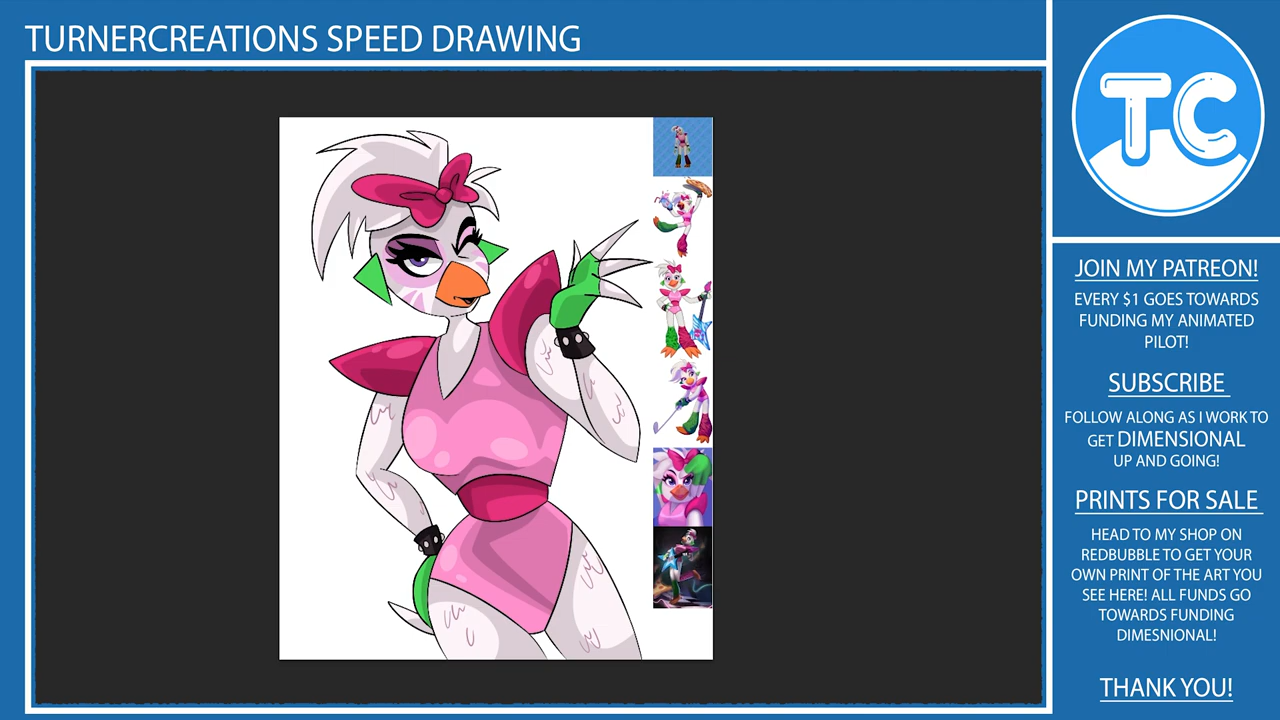 TURNERCREATIONS SPEED DRAWING
TC
JOIN MY PATREON!
EVERY $1 GOES TOWARDS
FUNDING MY ANIMATED
PILOT!
SUBSCRIBE
FOLLOW ALONG AS I WORK TO
GET DIMENSIONAL
UP AND GOING!
PRINTS FOR SALE
HEAD TO MY SHOP ON
REDBUBBLE TO GET YOUR
OWN PRINT OF THE ART YOU
SEE HERE! ALL FUNDS GO
TOWARDS FUNDING
DIMESNIONAL!
THANK YOU!